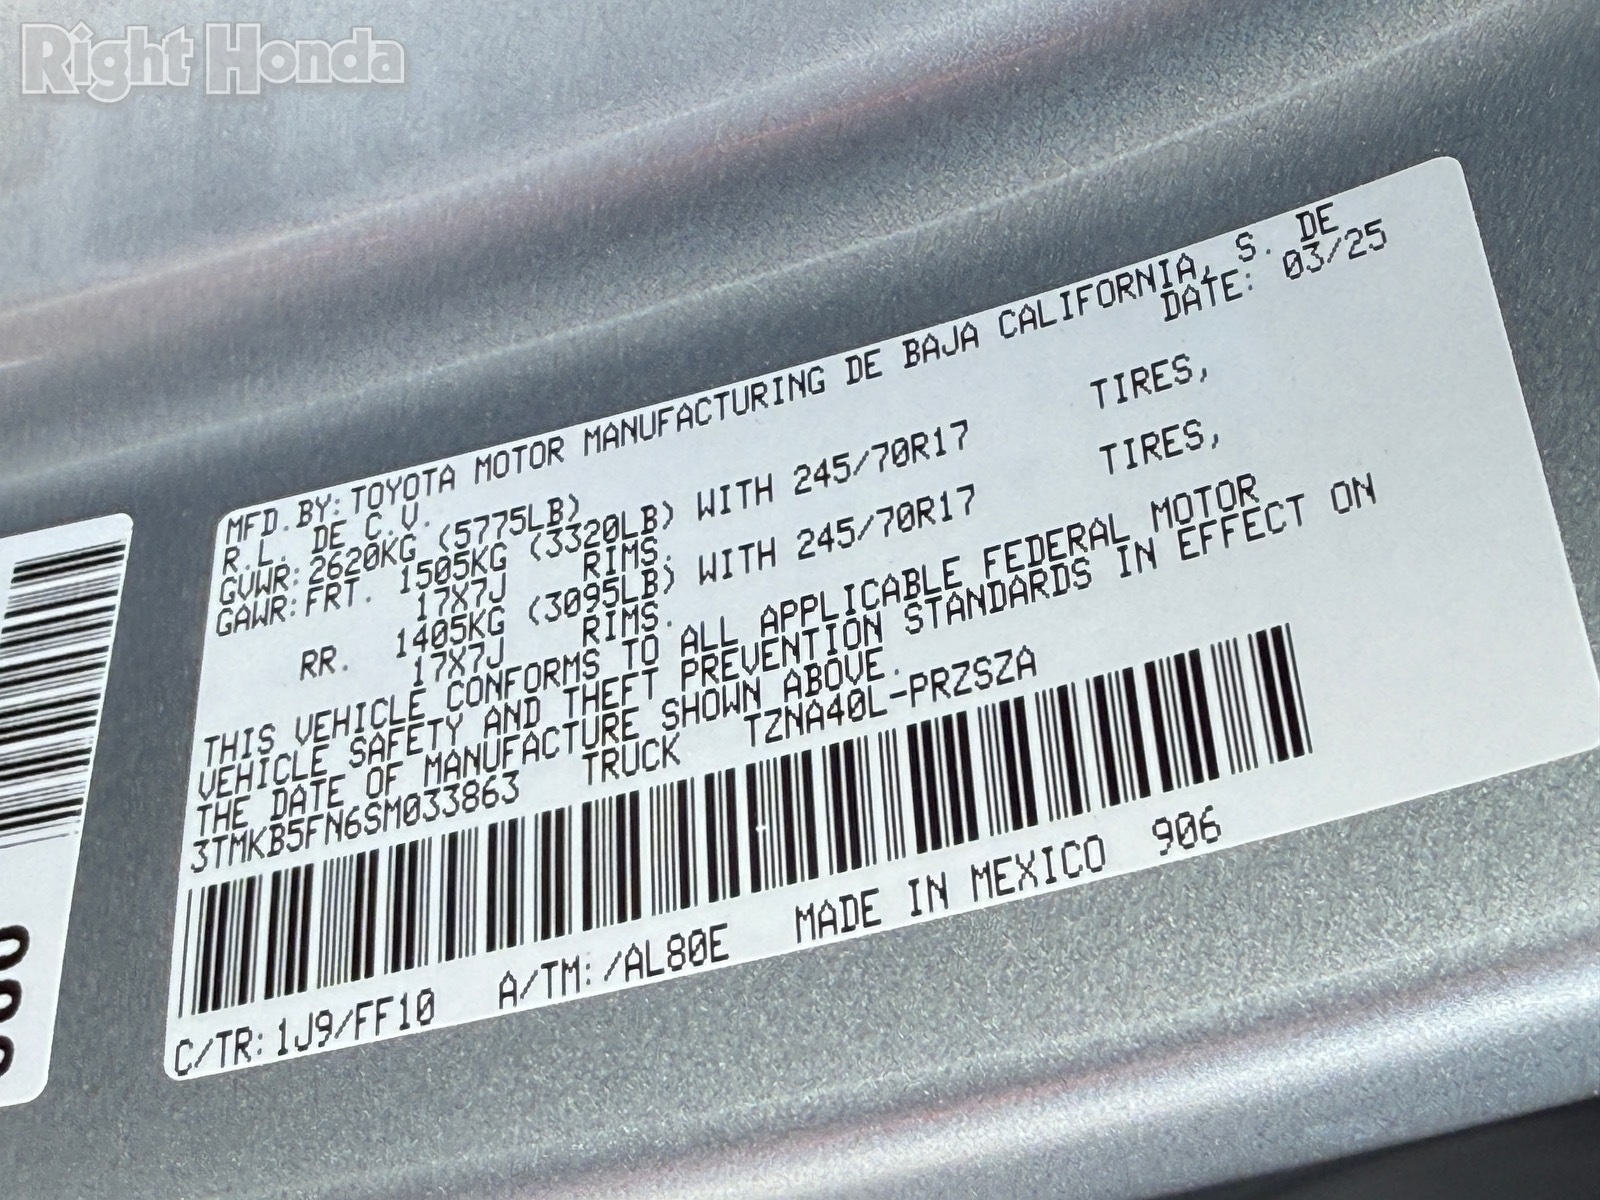 Right Honda
MFD. BY: TOYOTA MOTOR MANUFACTURING DE BAJA CALIFORNIA, S. DE
R.L. DE C.V. DATE: 03/25
GVWR: 2620KG (5775LB)
GAWR: FRT. 1505KG (3320LB) WITH 245/70R17 TIRES,
17X7J RIMS.
RR. 1405KG (3095LB) WITH 245/70R17 TIRES,
17X7J RIMS.
THIS VEHICLE CONFORMS TO ALL APPLICABLE FEDERAL MOTOR
VEHICLE SAFETY AND THEFT PREVENTION STANDARDS IN EFFECT ON
THE DATE OF MANUFACTURE SHOWN ABOVE.
3TMKB5FN6SM033863 TRUCK TZNA40L-PRZSZA
C/TR: 1J9/FF10 A/TM: /AL80E MADE IN MEXICO 906